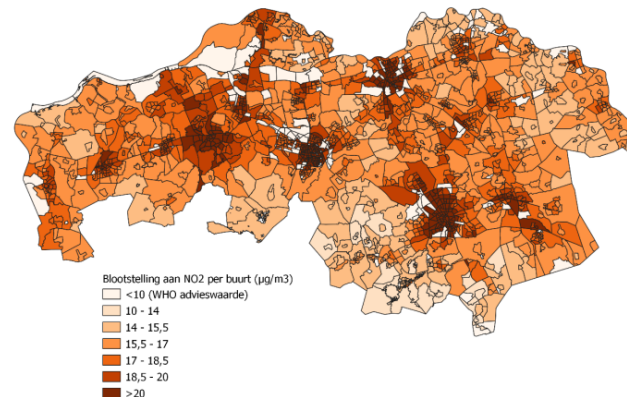 Blootstelling aan NO2 per buurt (µg/m3)
<10 (WHO advieswaarde)
10 - 14
14 - 15,5
15,5 - 17
17 - 18,5
18,5 - 20
>20